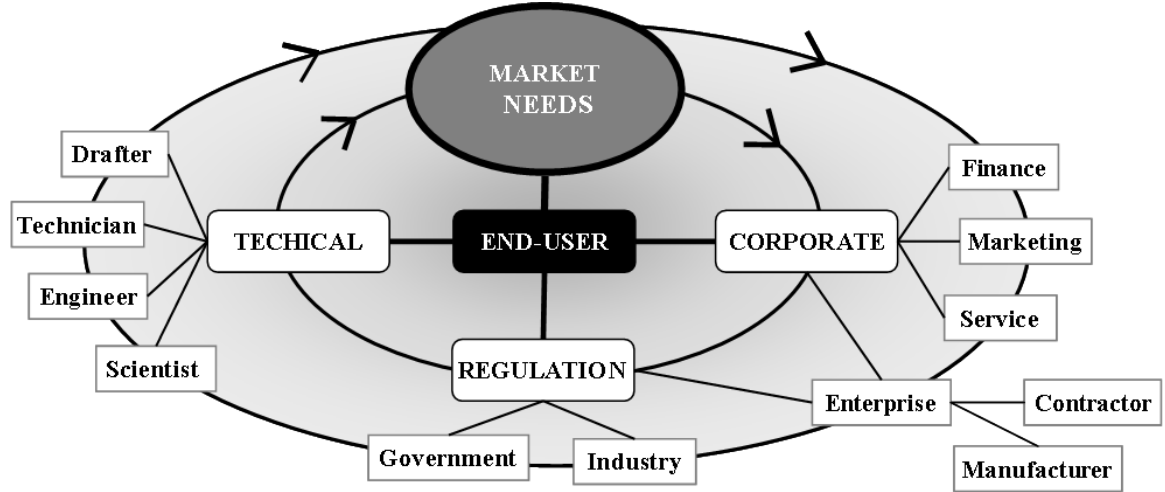 MARKET
NEEDS
Drafter
Finance
Technician
TECHICAL
END-USER
CORPORATE
Marketing
Engineer
Service
Scientist
REGULATION
Enterprise
Contractor
Government
Industry
Manufacturer